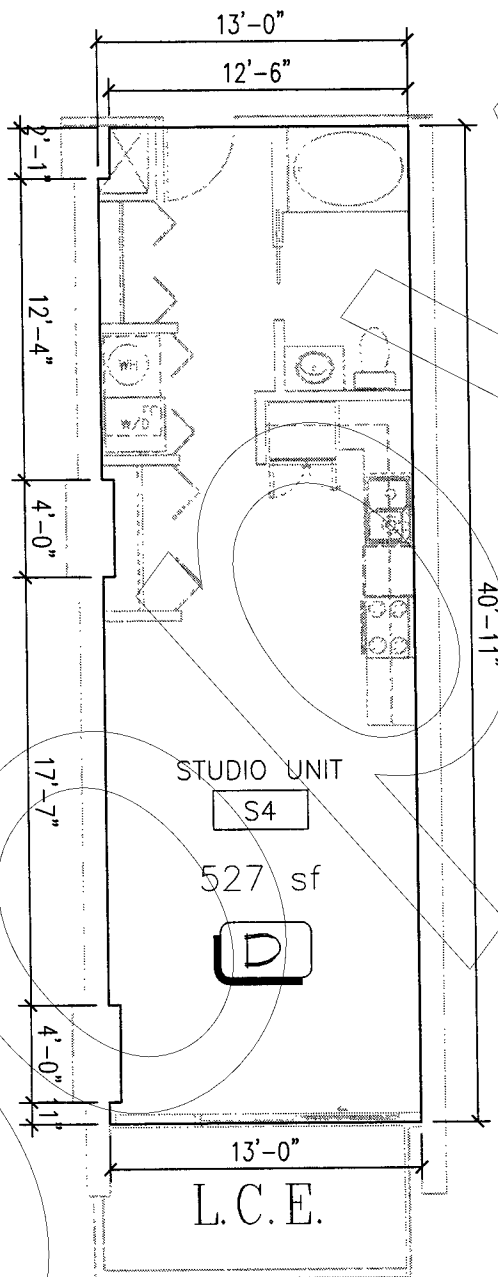 13'-0"
12'-6"
2'-1"
12'-4"
WH
W/D
4'-0"
40'-11"
17'-7"
STUDIO UNIT
S4
527 sf
D
4'-0"
11"
13'-0"
L.C.E.